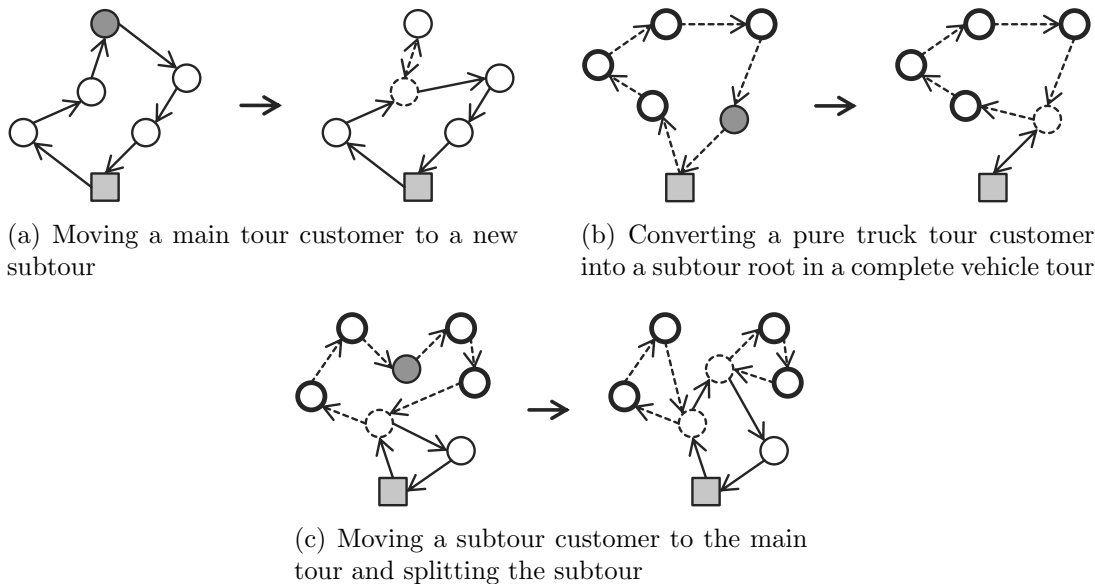 (a) Moving a main tour customer to a new
subtour
(b) Converting a pure truck tour customer
into a subtour root in a complete vehicle tour
(c) Moving a subtour customer to the main
tour and splitting the subtour